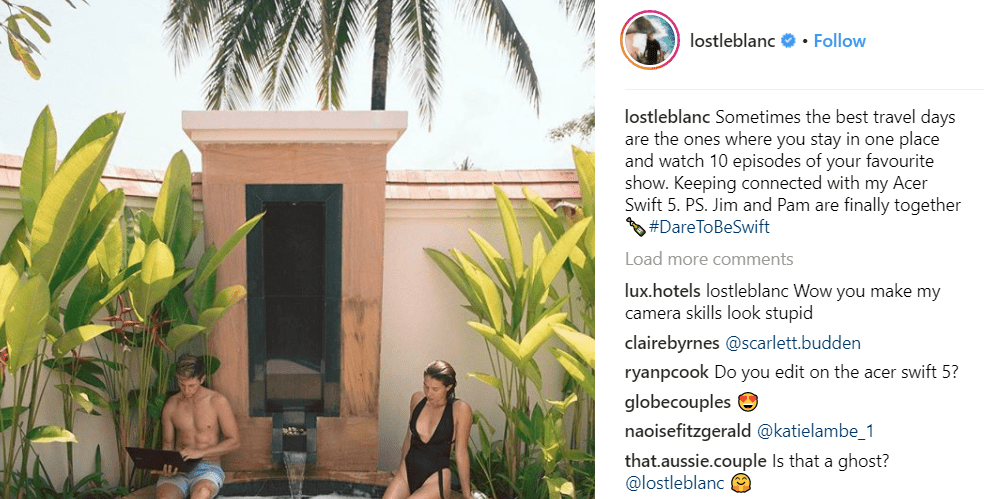 lostleblanc • Follow
lostleblanc Sometimes the best travel days
are the ones where you stay in one place
and watch 10 episodes of your favourite
show. Keeping connected with my Acer
Swift 5. PS. Jim and Pam are finally together
🍾 #DareToBeSwift
Load more comments
lux.hotels lostleblanc Wow you make my
camera skills look stupid
clairebyrnes @scarlett.budden
ryanpcook Do you edit on the acer swift 5?
globecouples 😍
naoisefitzgerald @katielambe_1
that.aussie.couple Is that a ghost?
@lostleblanc 🤗